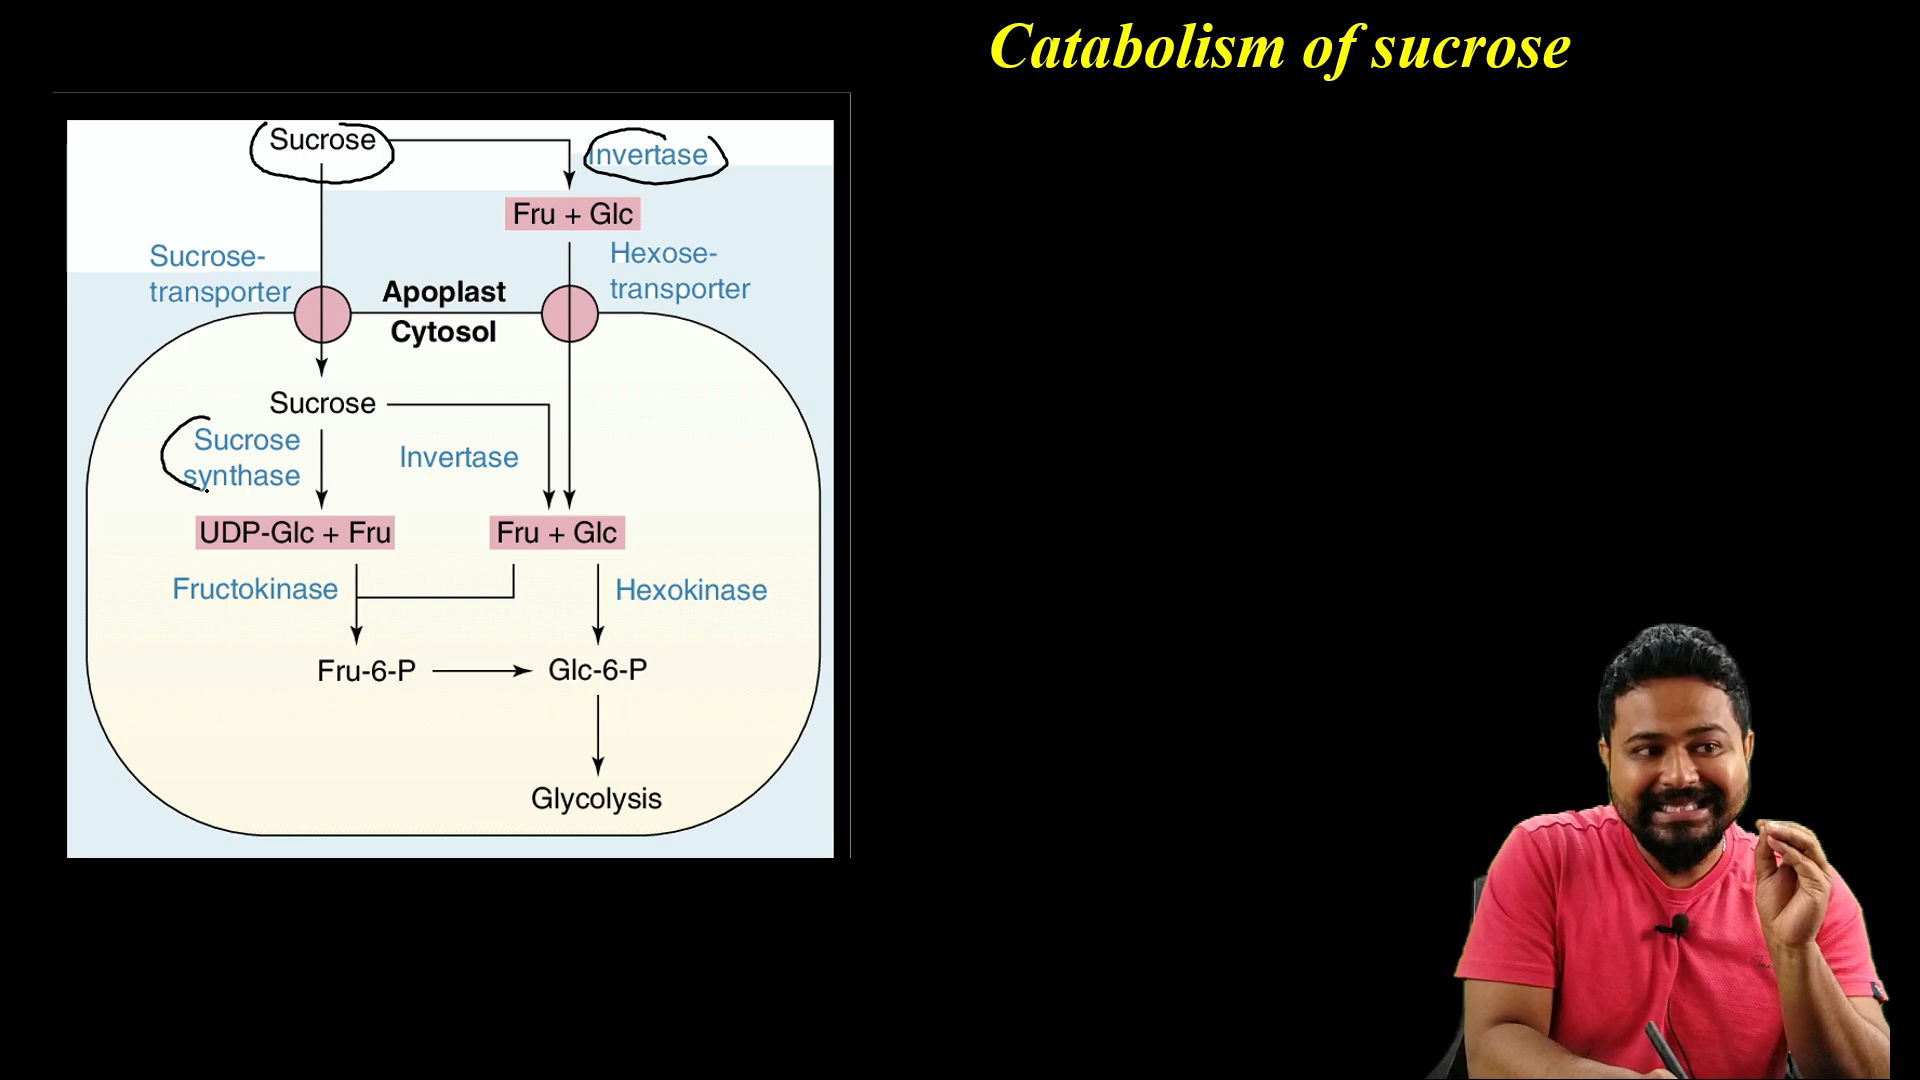 Catabolism of sucrose
Sucrose
Invertase
Fru + Glc
Sucrose-
transporter
Hexose-
transporter
Apoplast
Cytosol
Sucrose
Sucrose
synthase
Invertase
UDP-Glc + Fru
Fru + Glc
Fructokinase
Hexokinase
Fru-6-P
Glc-6-P
Glycolysis